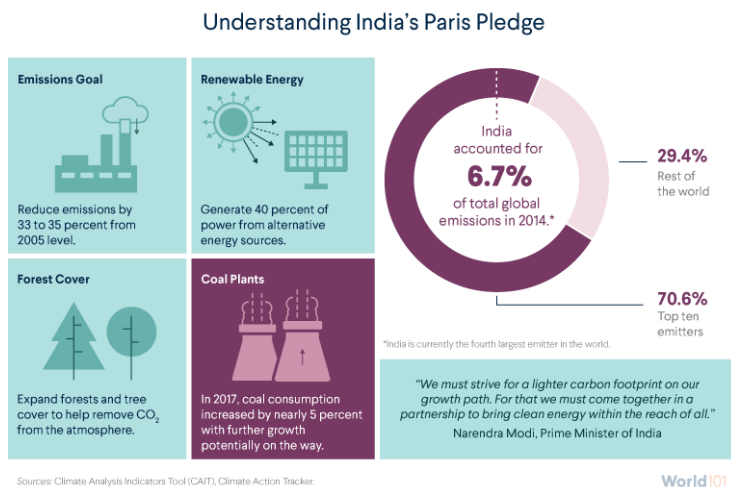 Understanding India's Paris Pledge
Emissions Goal
Reduce emissions by
33 to 35 percent from
2005 level.
Renewable Energy
Generate 40 percent of
power from alternative
energy sources.
Forest Cover
Expand forests and tree
cover to help remove CO₂
from the atmosphere.
Coal Plants
In 2017, coal consumption
increased by nearly 5 percent
with further growth
potentially on the way.
India
accounted for
6.7%
of total global
emissions in 2014.*
29.4%
Rest of
the world
70.6%
Top ten
emitters
*India is currently the fourth largest emitter in the world.
"We must strive for a lighter carbon footprint on our
growth path. For that we must come together in a
partnership to bring clean energy within the reach of all."
Narendra Modi, Prime Minister of India
Sources: Climate Analysis Indicators Tool (CAIT), Climate Action Tracker.
World101